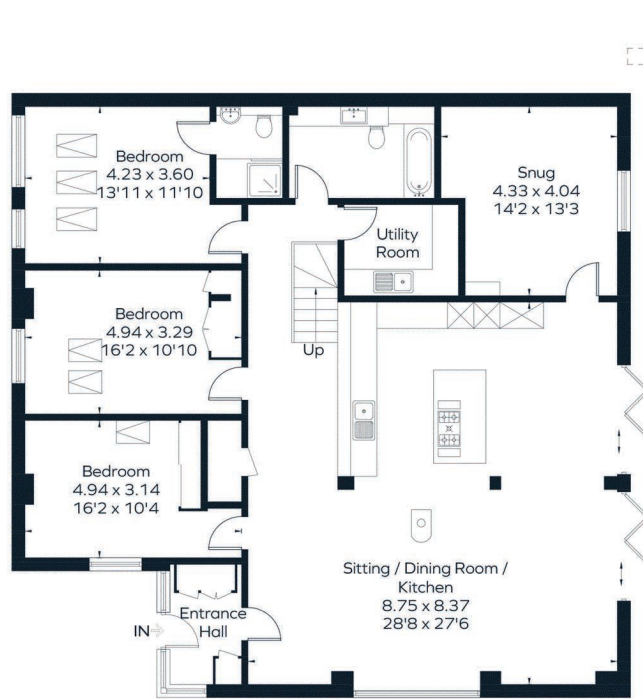 Bedroom
4.23 x 3.60
13'11 x 11'10
Snug
4.33 x 4.04
14'2 x 13'3
Utility
Room
Bedroom
4.94 x 3.29
16'2 x 10'10
Up
Bedroom
4.94 x 3.14
16'2 x 10'4
Sitting / Dining Room /
Kitchen
8.75 x 8.37
28'8 x 27'6
Entrance
Hall
IN